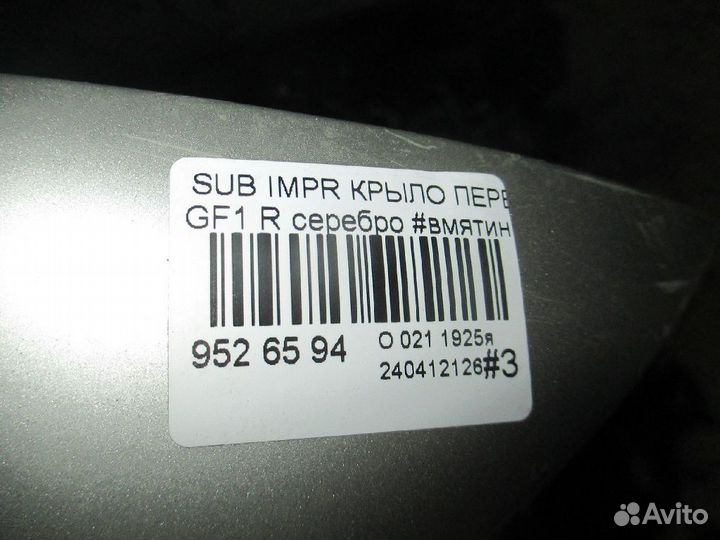 SUB IMPR КРЫЛО ПЕРЕ
GF1 R серебро #вмятин
952 65 94
О 021 1925я
240412126#3
Avito